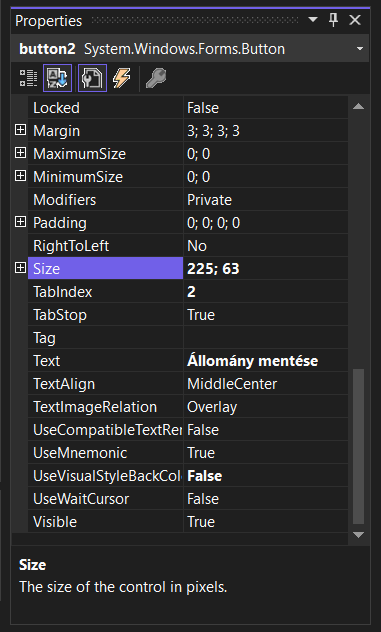 Properties
button2 System.Windows.Forms.Button
Locked False
Margin 3; 3; 3; 3
MaximumSize 0; 0
MinimumSize 0; 0
Modifiers Private
Padding 0; 0; 0; 0
RightToLeft No
Size 225; 63
TabIndex 2
TabStop True
Tag
Text Állomány mentése
TextAlign MiddleCenter
TextImageRelation Overlay
UseCompatibleTextRen False
UseMnemonic True
UseVisualStyleBackColo False
UseWaitCursor False
Visible True
Size
The size of the control in pixels.